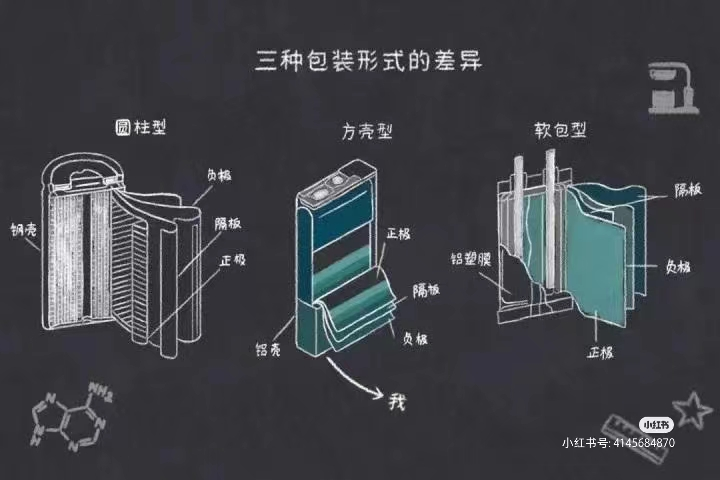 三种包装形式的差异
圆柱型
方壳型
软包型
负极
隔板
正极
钢壳
正极
隔板
负极
铝壳
我
隔板
负极
正极
铝塑膜
NH2
N
N
N
N
H
小红书
小红书号: 4145684870